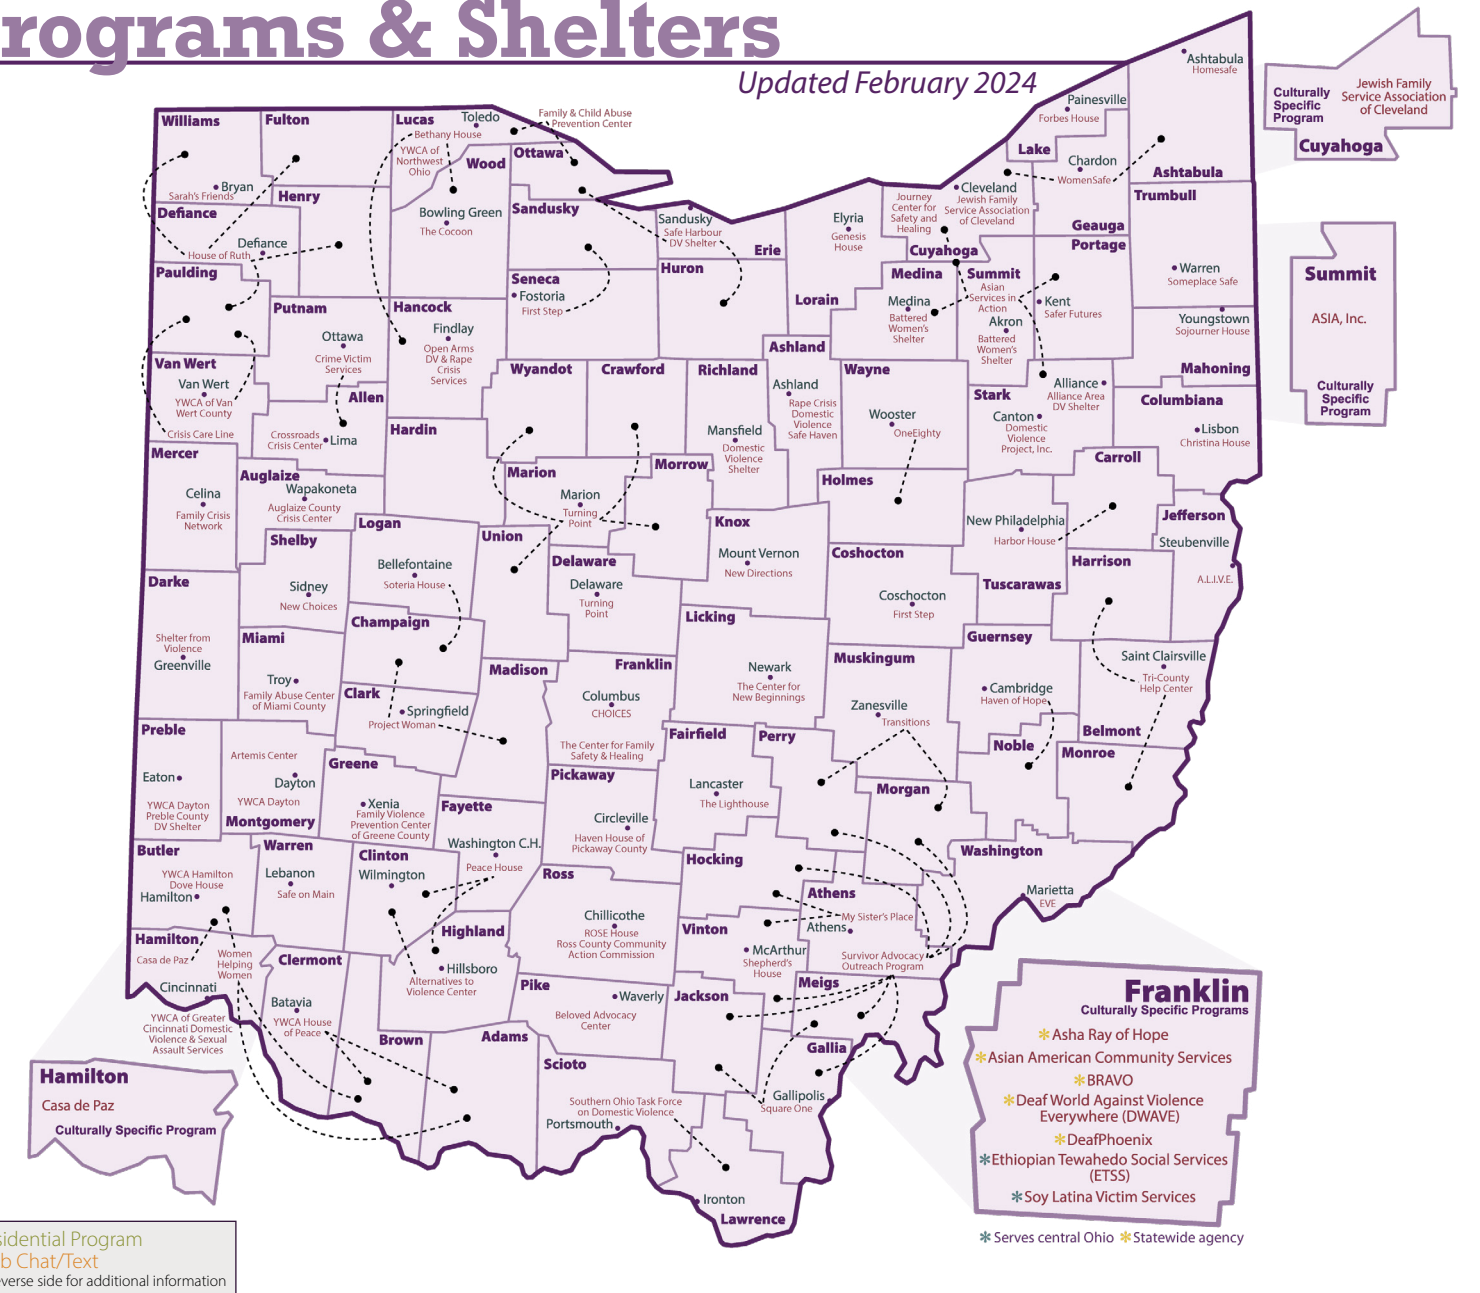 rograms & Shelters
Updated February 2024
Ashtabula
Homesafe
Ashtabula
Painesville
Forbes House
Lake
Chardon
WomenSafe
Geauga
Culturally
Specific
Program
Jewish Family
Service Association
of Cleveland
Cuyahoga
Williams
Bryan
Sarah's Friends
Fulton
Lucas
Toledo
Bethany House
YWCA of
Northwest
Ohio
Family & Child Abuse
Prevention Center
Wood
Bowling Green
The Cocoon
Ottawa
Sandusky
Sandusky
Safe Harbour
DV Shelter
Erie
Henry
Defiance
Defiance
House of Ruth
Paulding
Putnam
Ottawa
Crime Victim
Services
Hancock
Findlay
Open Arms
DV & Rape
Crisis
Services
Seneca
Fostoria
First Step
Huron
Elyria
Genesis
House
Lorain
Journey
Center for
Safety and
Healing
Cleveland
Jewish Family
Service Association
of Cleveland
Cuyahoga
Medina
Medina
Battered
Women's
Shelter
Summit
Asian
Services in
Action
Akron
Battered
Women's
Shelter
Portage
Kent
Safer Futures
Trumbull
Warren
Someplace Safe
Youngstown
Sojourner House
Mahoning
Summit
ASIA, Inc.
Culturally
Specific
Program
Van Wert
Van Wert
YWCA of Van
Wert County
Crisis Care Line
Allen
Crossroads
Crisis Center
Lima
Hardin
Wyandot
Crawford
Richland
Mansfield
Domestic
Violence
Shelter
Ashland
Ashland
Rape Crisis
Domestic
Violence
Safe Haven
Wayne
Wooster
OneEighty
Stark
Alliance
Alliance Area
DV Shelter
Canton
Domestic
Violence
Project, Inc.
Columbiana
Lisbon
Christina House
Mercer
Celina
Family Crisis
Network
Auglaize
Wapakoneta
Auglaize County
Crisis Center
Marion
Marion
Turning
Point
Morrow
Holmes
Carroll
New Philadelphia
Harbor House
Tuscarawas
Jefferson
Steubenville
A.L.I.V.E.
Harrison
Logan
Bellefontaine
Soteria House
Union
Shelby
Sidney
New Choices
Delaware
Delaware
Turning
Point
Knox
Mount Vernon
New Directions
Coshocton
Coschocton
First Step
Darke
Shelter from
Violence
Greenville
Miami
Troy
Family Abuse Center
of Miami County
Champaign
Clark
Springfield
Project Woman
Madison
Franklin
Columbus
CHOICES
The Center for Family
Safety & Healing
Licking
Newark
The Center for
New Beginnings
Muskingum
Zanesville
Transitions
Guernsey
Cambridge
Haven of Hope
Saint Clairsville
Tri-County
Help Center
Belmont
Noble
Monroe
Preble
Eaton
YWCA Dayton
Preble County
DV Shelter
Artemis Center
Dayton
YWCA Dayton
Montgomery
Greene
Xenia
Family Violence
Prevention Center
of Greene County
Fayette
Washington C.H.
Peace House
Pickaway
Circleville
Haven House of
Pickaway County
Fairfield
Lancaster
The Lighthouse
Perry
Morgan
Washington
Marietta
EVE
Butler
YWCA Hamilton
Dove House
Hamilton
Warren
Lebanon
Safe on Main
Clinton
Wilmington
Ross
Chillicothe
ROSE House
Ross County Community
Action Commission
Hocking
Athens
My Sister's Place
Athens
Survivor Advocacy
Outreach Program
Vinton
McArthur
Shepherd's
House
Meigs
Hamilton
Casa de Paz
Women
Helping
Women
Cincinnati
YWCA of Greater
Cincinnati Domestic
Violence & Sexual
Assault Services
Clermont
Batavia
YWCA House
of Peace
Highland
Hillsboro
Alternatives to
Violence Center
Brown
Adams
Pike
Waverly
Beloved Advocacy
Center
Jackson
Scioto
Southern Ohio Task Force
on Domestic Violence
Portsmouth
Gallia
Gallipolis
Square One
Ironton
Lawrence
Hamilton
Casa de Paz
Culturally Specific Program
Franklin
Culturally Specific Programs
*Asha Ray of Hope
*Asian American Community Services
*BRAVO
*Deaf World Against Violence
Everywhere (DWAVE)
*DeafPhoenix
*Ethiopian Tewahedo Social Services
(ETSS)
*Soy Latina Victim Services
*Serves central Ohio *Statewide agency
sidential Program
b Chat/Text
everse side for additional information